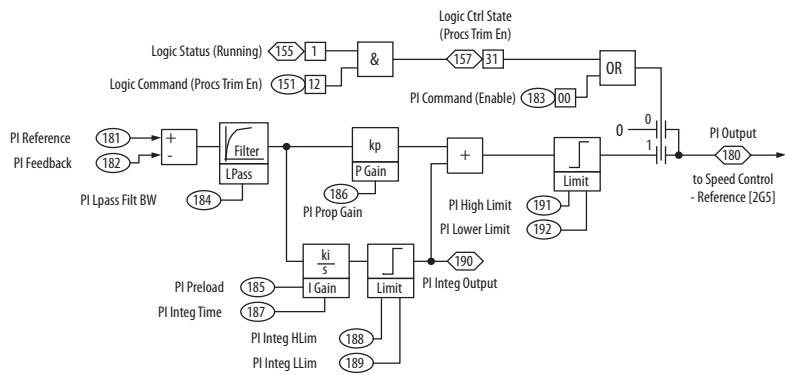 Logic Ctrl State
(Procs Trim En)
Logic Status (Running) 155 1
&
157 31
OR
Logic Command (Procs Trim En) 151 12
PI Command (Enable) 183 00
0 0
1
PI Output
180
to Speed Control
- Reference [2G5]
PI Reference 181 +
PI Feedback 182 -
Filter
LPass
PI Lpass Filt BW 184
kp
P Gain
186
PI Prop Gain
+
Limit
PI High Limit 191
PI Lower Limit 192
ki
s
I Gain
Limit
190
PI Integ Output
PI Preload 185
PI Integ Time 187
PI Integ HLim 188
PI Integ LLim 189